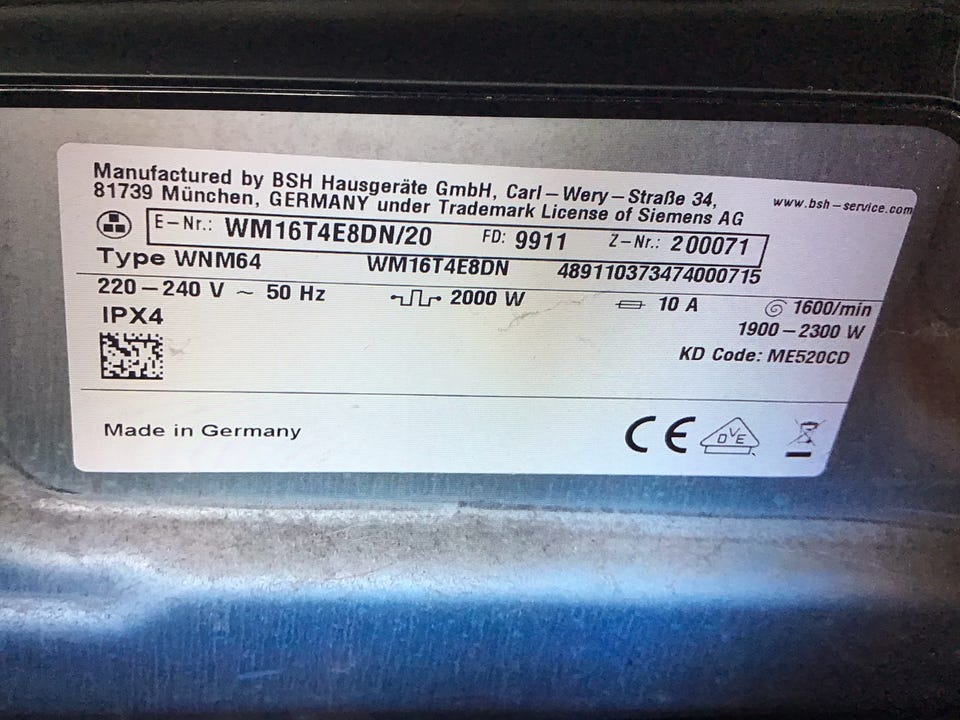 Manufactured by BSH Hausgeräte GmbH, Carl-Wery-Straße 34,
81739 München, GERMANY under Trademark License of Siemens AG
www.bsh-service.com
E-Nr.: WM16T4E8DN/20 FD: 9911 Z-Nr.: 200071
Type WNM64 WM16T4E8DN 489110373474000715
220-240 V ~ 50 Hz 2000 W 10 A 1600/min
IPX4 1900-2300 W
KD Code: ME520CD
Made in Germany CE DVE